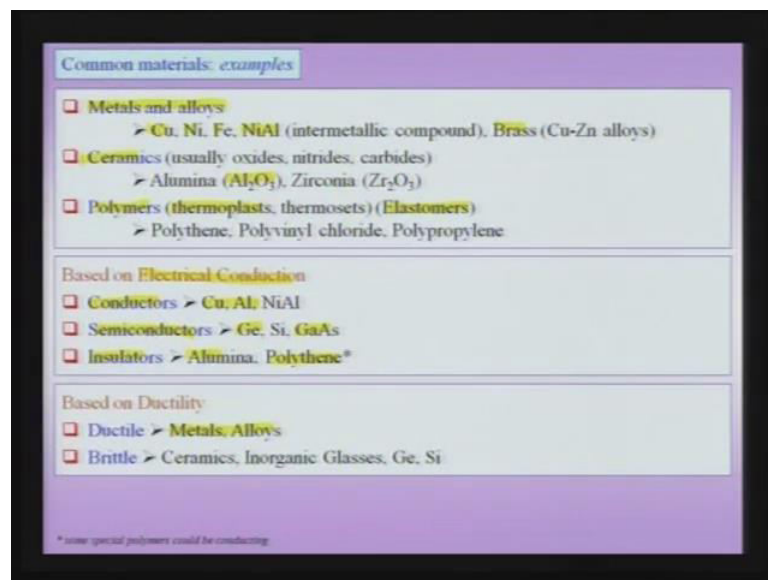 Common materials: examples
❑ Metals and alloys
➢ Cu, Ni, Fe, NiAl (intermetallic compound), Brass (Cu-Zn alloys)
❑ Ceramics (usually oxides, nitrides, carbides)
➢ Alumina (Al₂O₃), Zirconia (Zr₂O₃)
❑ Polymers (thermoplasts, thermosets) (Elastomers)
➢ Polythene, Polyvinyl chloride, Polypropylene
Based on Electrical Conduction
❑ Conductors ➢ Cu, Al, NiAl
❑ Semiconductors ➢ Ge, Si, GaAs
❑ Insulators ➢ Alumina, Polythene*
Based on Ductility
❑ Ductile ➢ Metals, Alloys
❑ Brittle ➢ Ceramics, Inorganic Glasses, Ge, Si
* some special polymers could be conducting